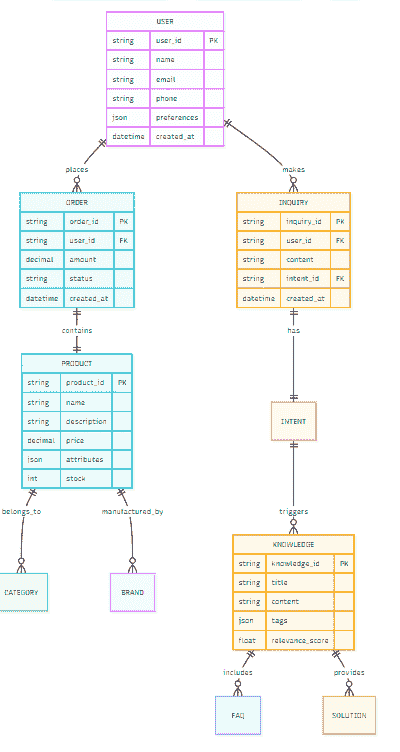 USER
string user_id PK
string name
string email
string phone
json preferences
datetime created_at
places
makes
ORDER
string order_id PK
string user_id FK
decimal amount
string status
datetime created_at
INQUIRY
string inquiry_id PK
string user_id FK
string content
string intent_id FK
datetime created_at
contains
has
PRODUCT
string product_id PK
string name
string description
decimal price
json attributes
int stock
INTENT
belongs_to
manufactured_by
triggers
CATEGORY
BRAND
KNOWLEDGE
string knowledge_id PK
string title
string content
json tags
float relevance_score
includes
provides
FAQ
SOLUTION